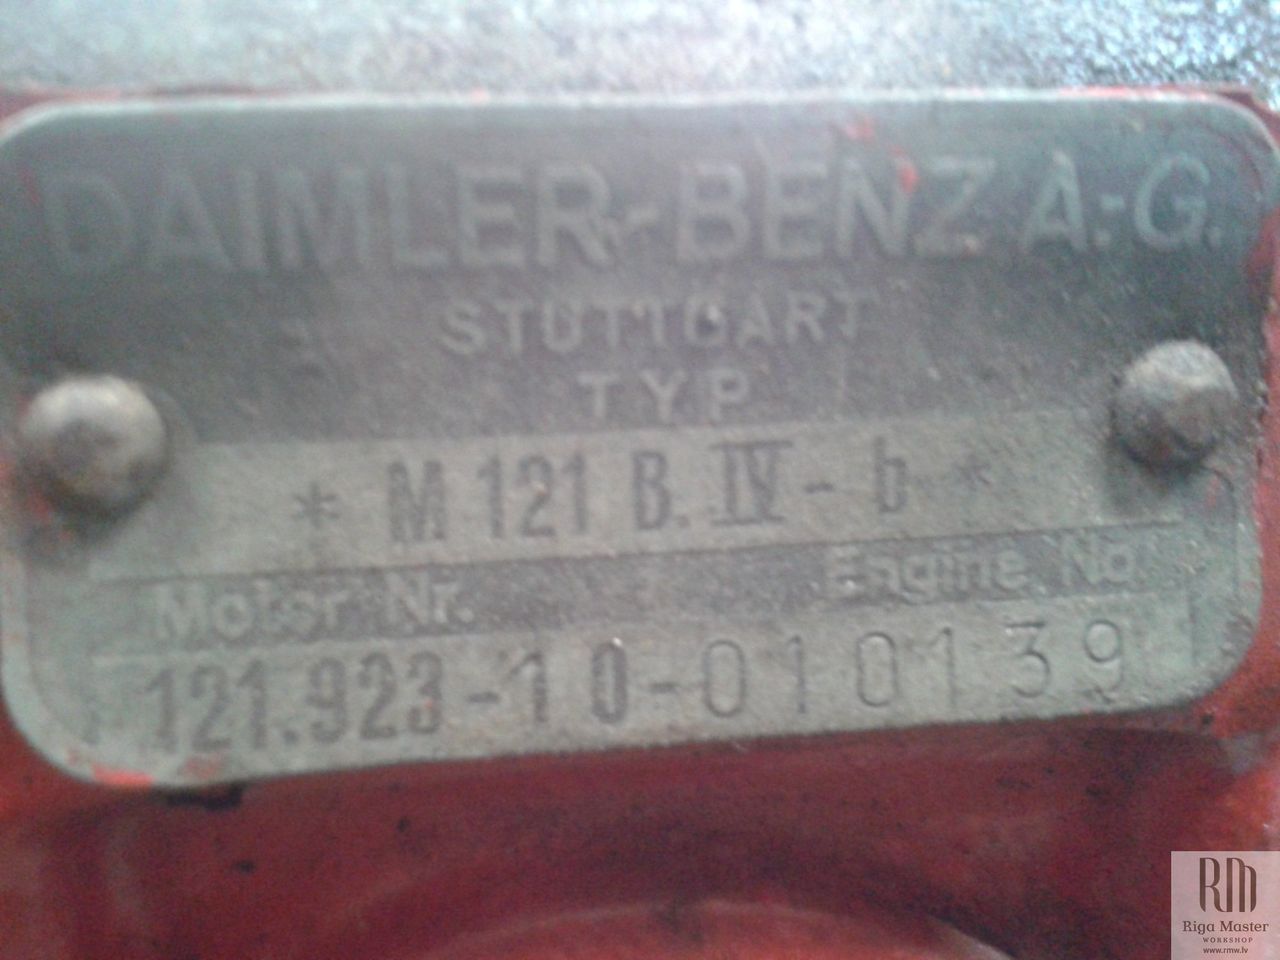 DAIMLER-BENZ A.-G.
STUTTGART
TYP
* M 121 B. IV - b *
Motor Nr. Engine No.
121.923-10-010139
RM
Riga Master
WORKSHOP
www.rmw.lv